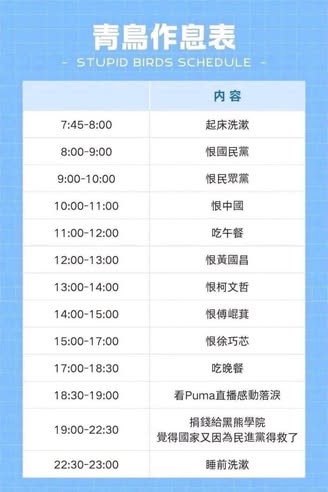 青鳥作息表
- STUPID BIRDS SCHEDULE -
內容
7:45-8:00 起床洗漱
8:00-9:00 恨國民黨
9:00-10:00 恨民眾黨
10:00-11:00 恨中國
11:00-12:00 吃午餐
12:00-13:00 恨黃國昌
13:00-14:00 恨柯文哲
14:00-15:00 恨傅崐萁
15:00-17:00 恨徐巧芯
17:00-18:30 吃晚餐
18:30-19:00 看Puma直播感動落淚
19:00-22:30 捐錢給黑熊學院
覺得國家又因為民進黨得救了
22:30-23:00 睡前洗漱